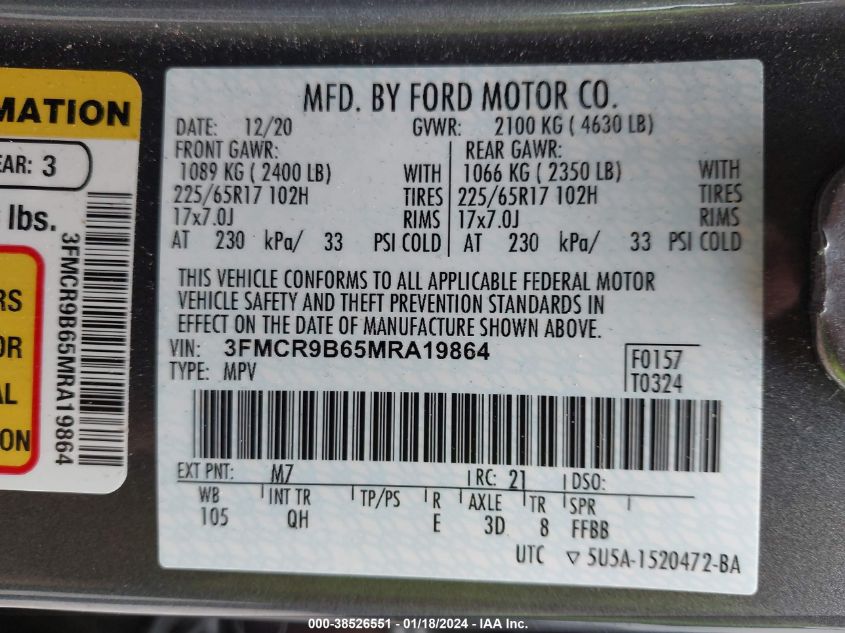 MATION
EAR: 3
lbs.
RS
OR
AL
ON
3FMCR9B65MRA19864
MFD. BY FORD MOTOR CO.
DATE: 12/20 GVWR: 2100 KG ( 4630 LB)
FRONT GAWR: REAR GAWR:
1089 KG ( 2400 LB) WITH 1066 KG ( 2350 LB) WITH
225/65R17 102H TIRES 225/65R17 102H TIRES
17x7.0J RIMS 17x7.0J RIMS
AT 230 kPa/ 33 PSI COLD AT 230 kPa/ 33 PSI COLD
THIS VEHICLE CONFORMS TO ALL APPLICABLE FEDERAL MOTOR
VEHICLE SAFETY AND THEFT PREVENTION STANDARDS IN
EFFECT ON THE DATE OF MANUFACTURE SHOWN ABOVE.
VIN: 3FMCR9B65MRA19864 F0157
TYPE: MPV T0324
EXT PNT: M7 RC: 21 DSO:
WB INT TR TP/PS R AXLE TR SPR
105 QH E 3D 8 FFBB
UTC ▽ 5U5A-1520472-BA
000-38526551 — 01/18/2024 — IAA Inc.